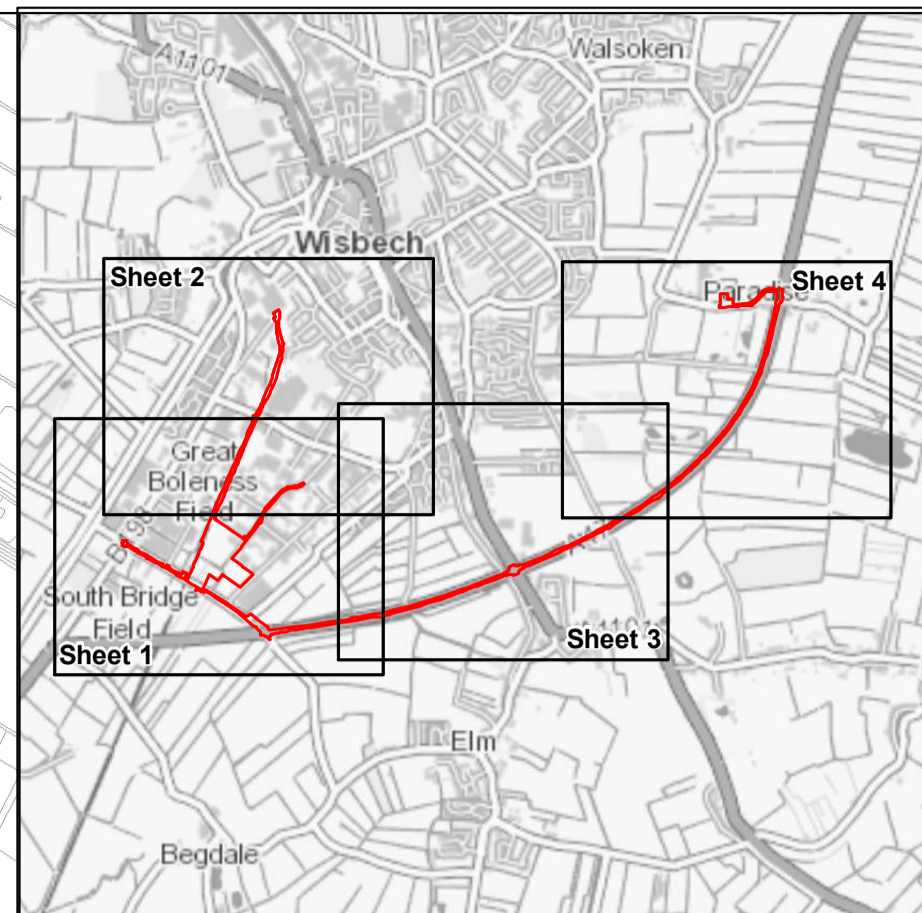 Walsoken
A1101
Wisbech
Sheet 2
Sheet 4
Paradise
Great
Boleness
Field
South Bridge
Field
Sheet 1
Sheet 3
Elm
Begdale